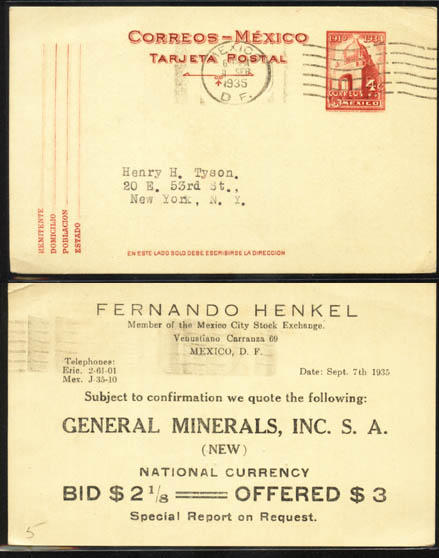 CORREOS-MÉXICO
TARJETA POSTAL
MEXICO
SEP.
1935
D. F.
1910 1934
CORREOS 4c
MÉXICO
Henry H. Tyson.
20 E. 53rd St.,
New York, N. Y.
REMITENTE
DOMICILIO
POBLACION
ESTADO
EN ESTE LADO SOLO DEBE ESCRIBIRSE LA DIRECCION
FERNANDO HENKEL
Member of the Mexico City Stock Exchange.
Venustiano Carranza 69
MEXICO, D. F.
Telephones:
Eric. 2-61-01
Mex. J-35-10
Date: Sept. 7th 1935
Subject to confirmation we quote the following:
GENERAL MINERALS, INC. S. A.
(NEW)
NATIONAL CURRENCY
BID $ 2 1/8 ═══ OFFERED $ 3
Special Report on Request.
5